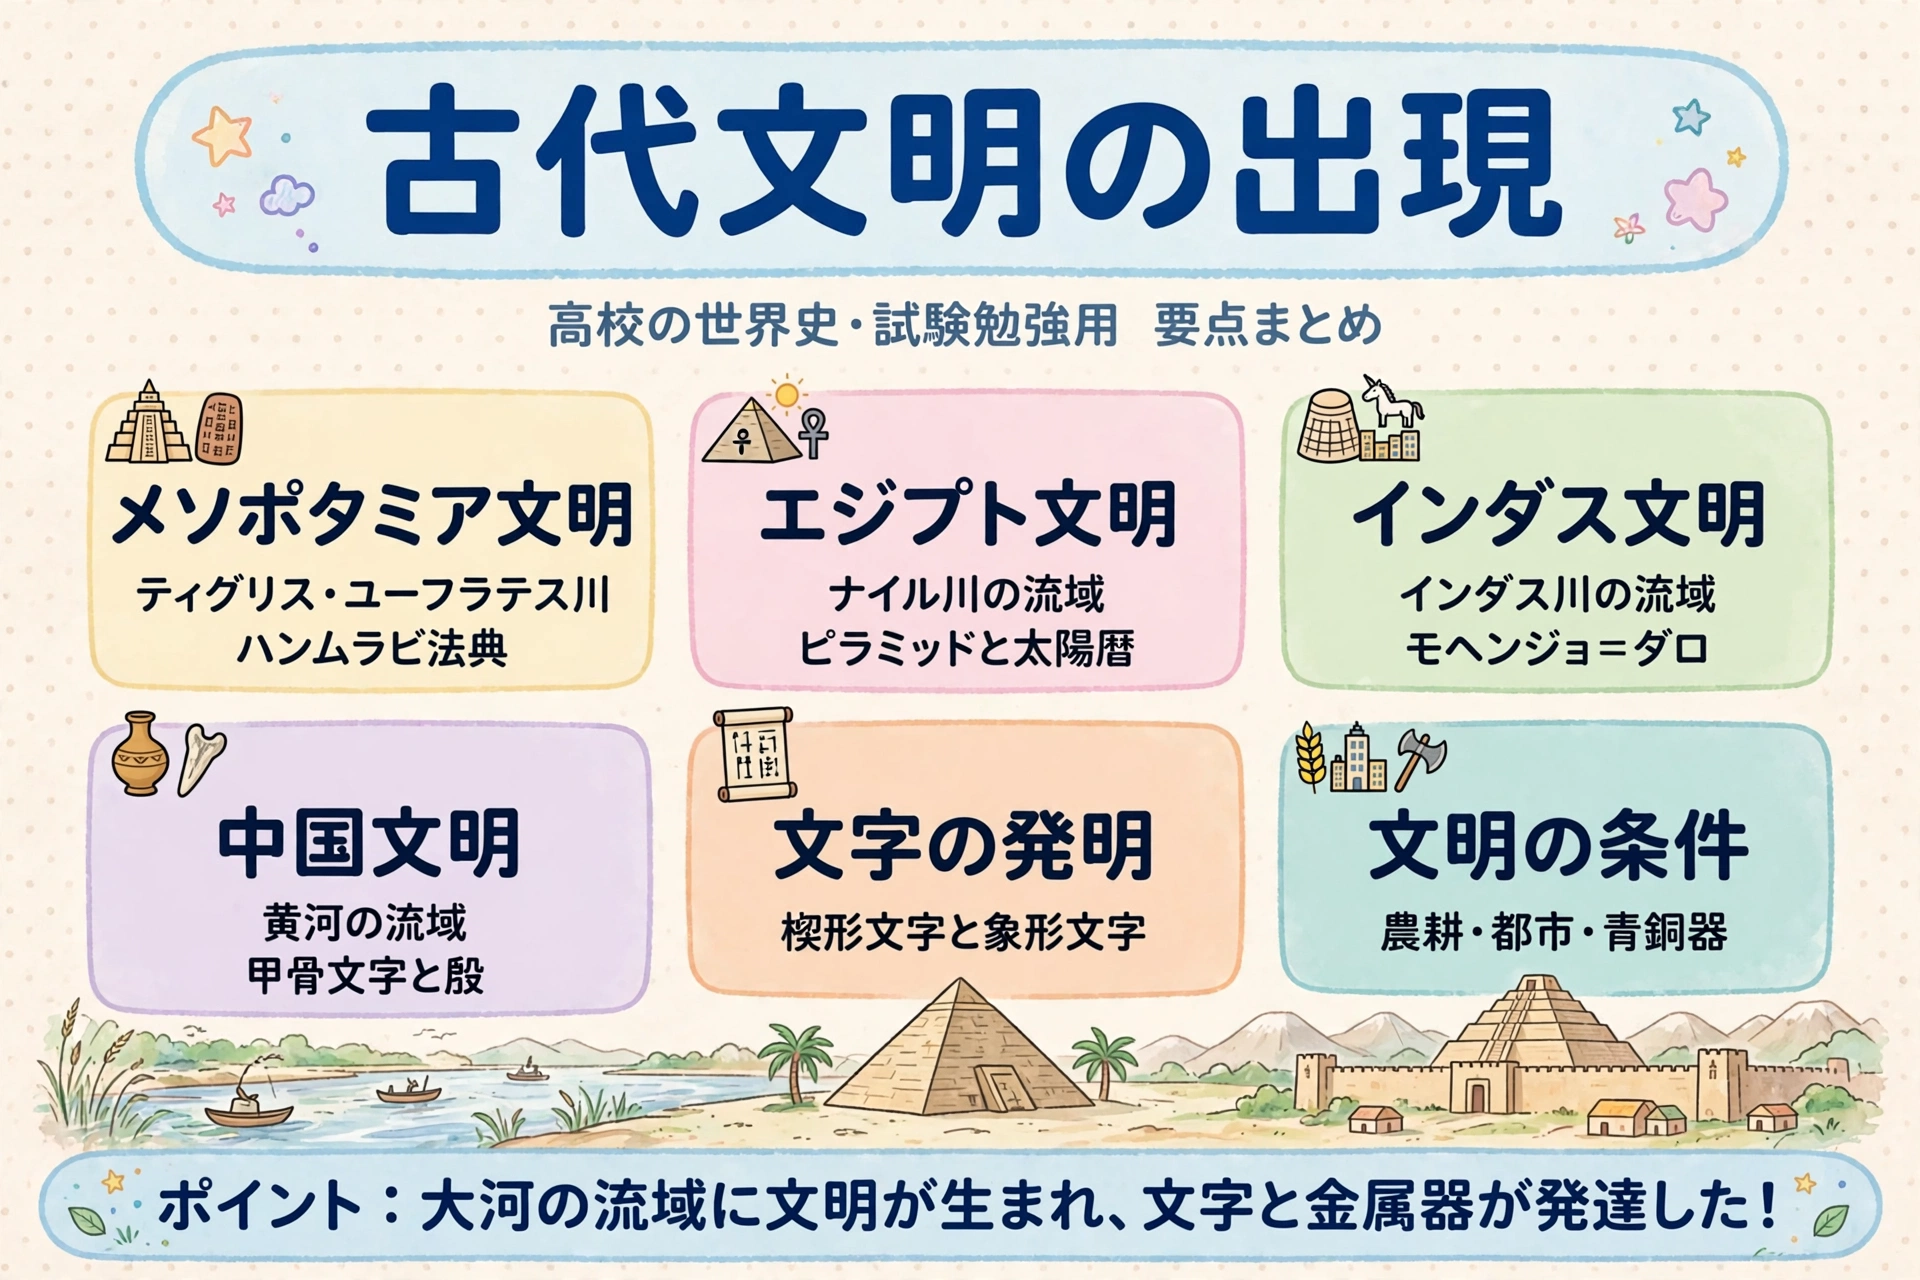 古代文明の出現
高校の世界史・試験勉強用 要点まとめ
メソポタミア文明
ティグリス・ユーフラテス川
ハンムラビ法典
エジプト文明
ナイル川の流域
ピラミッドと太陽暦
インダス文明
インダス川の流域
モヘンジョ=ダロ
中国文明
黄河の流域
甲骨文字と殷
文字の発明
楔形文字と象形文字
文明の条件
農耕・都市・青銅器
ポイント：大河の流域に文明が生まれ、文字と金属器が発達した！